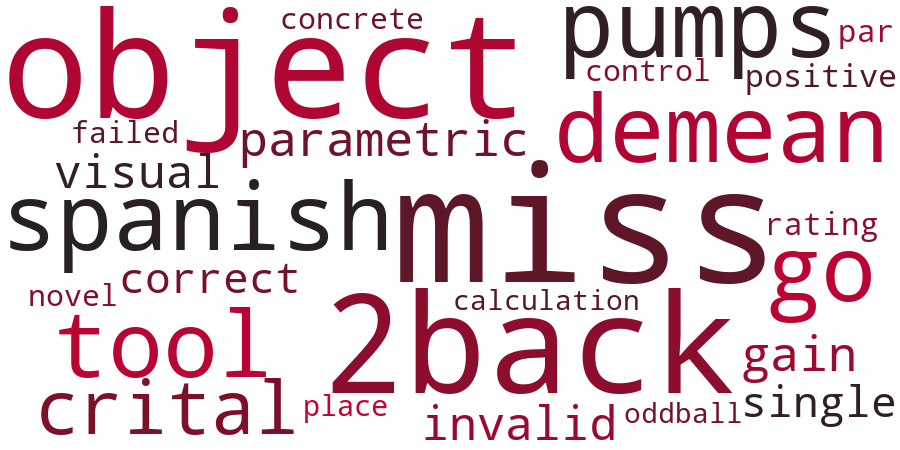 object
concrete
pumps
par
control
positive
failed
parametric
demean
visual
spanish
miss
rating
correct
go
novel
calculation
tool
2back
gain
crital
place
invalid
oddball
single